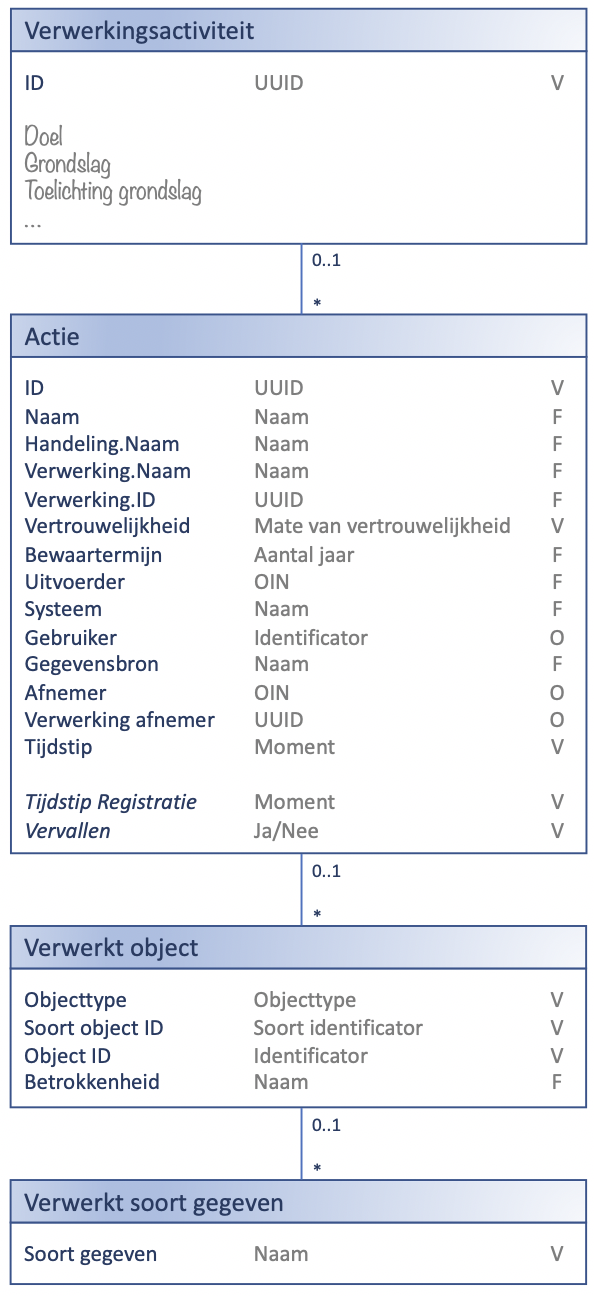 Verwerkingsactiviteit
ID UUID V
Doel
Grondslag
Toelichting grondslag
...
0..1
*
Actie
ID UUID V
Naam Naam F
Handeling.Naam Naam F
Verwerking.Naam Naam F
Verwerking.ID UUID F
Vertrouwelijkheid Mate van vertrouwelijkheid V
Bewaartermijn Aantal jaar F
Uitvoerder OIN F
Systeem Naam F
Gebruiker Identificator O
Gegevensbron Naam F
Afnemer OIN O
Verwerking afnemer UUID O
Tijdstip Moment V
Tijdstip Registratie Moment V
Vervallen Ja/Nee V
0..1
*
Verwerkt object
Objecttype Objecttype V
Soort object ID Soort identificator V
Object ID Identificator V
Betrokkenheid Naam F
0..1
*
Verwerkt soort gegeven
Soort gegeven Naam V